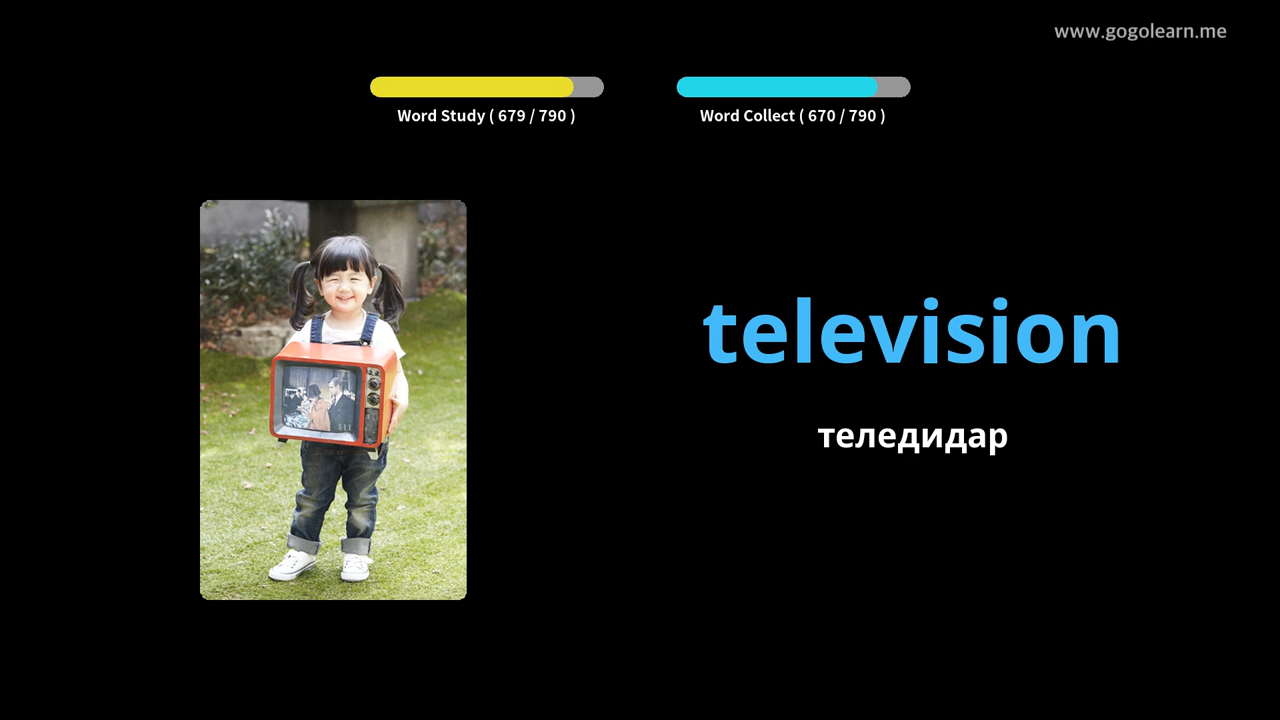 www.gogolearn.me
Word Study ( 679 / 790 )
Word Collect ( 670 / 790 )
television
теледидар